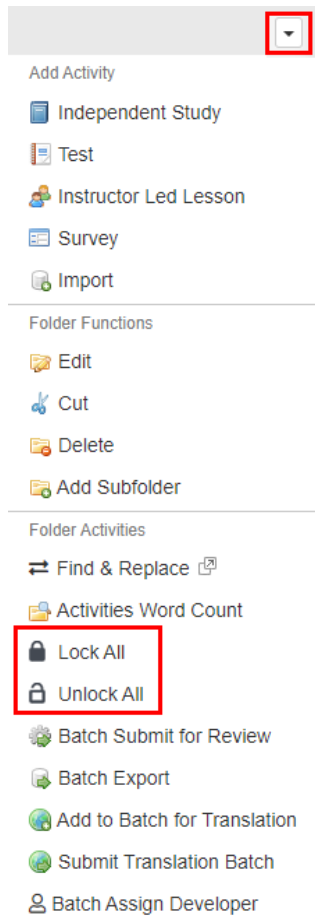 Add Activity
Independent Study
Test
Instructor Led Lesson
Survey
Import
Folder Functions
Edit
Cut
Delete
Add Subfolder
Folder Activities
Find & Replace
Activities Word Count
Lock All
Unlock All
Batch Submit for Review
Batch Export
Add to Batch for Translation
Submit Translation Batch
Batch Assign Developer